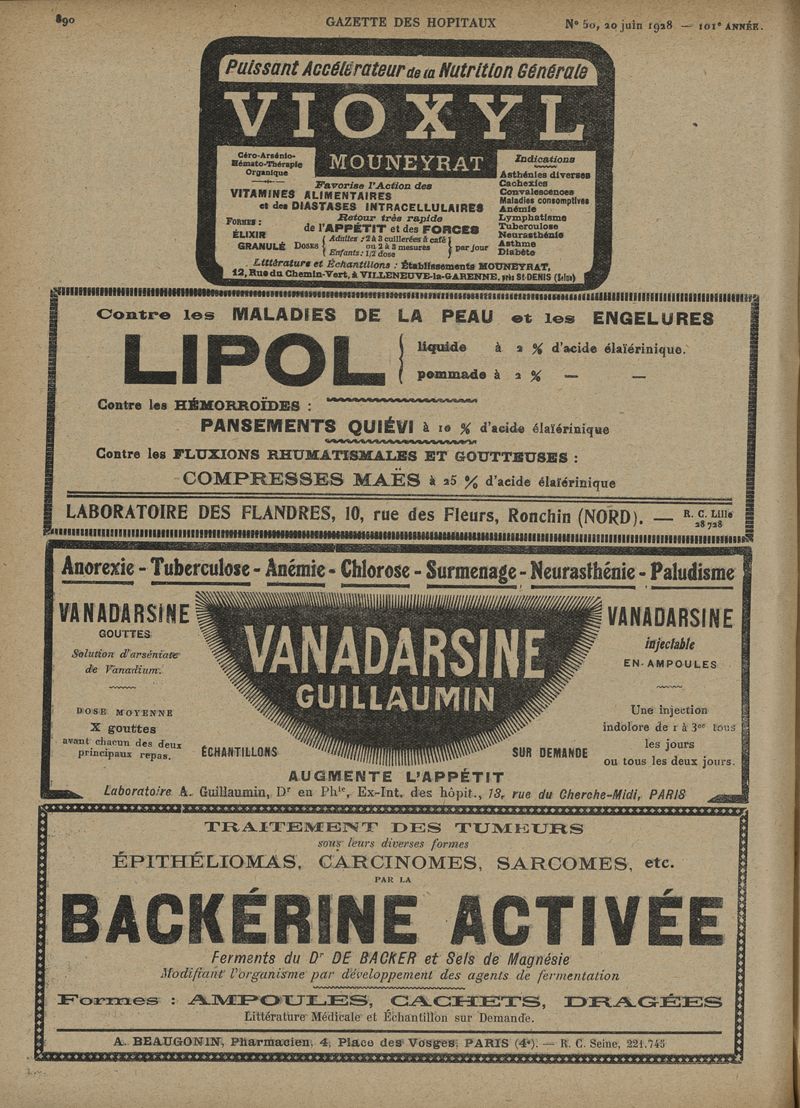 890
GAZETTE DES HOPITAUX
N° 50, 20 juin 1928 — 101e ANNÉE.
Puissant Accélérateur de la Nutrition Générale
VIOXYL
MOUNEYRAT
Céro-Arsénio-
Hémato-Thérapie
Organique
Favorise l'Action des
VITAMINES ALIMENTAIRES
et des DIASTASES INTRACELLULAIRES
Retour très rapide
de l'APPÉTIT et des FORCES
FORMES :
ÉLIXIR
GRANULÉ
DOSES { Adultes : 2 à 3 cuillerées à café
ou 2 à 3 mesures
Enfants: 1/2 dose } par jour
Indications
Asthénies diverses
Cachexies
Convalescences
Maladies consomptives
Anémie
Lymphatisme
Tuberculose
Neurasthénie
Asthme
Diabète
Littérature et Échantillons : Établissements MOUNEYRAT,
12, Rue du Chemin-Vert, à VILLENEUVE-la-GARENNE, près St-DENIS (Seine)
Contre les MALADIES DE LA PEAU et les ENGELURES
LIPOL { liquide à 2 % d'acide élaïérinique.
pommade à 2 % — —
Contre les HÉMORROÏDES :
PANSEMENTS QUIÉVI à 10 % d'acide élaïérinique
Contre les FLUXIONS RHUMATISMALES ET GOUTTEUSES :
COMPRESSES MAËS à 25 % d'acide élaïérinique
LABORATOIRE DES FLANDRES, 10, rue des Fleurs, Ronchin (NORD). — R. C. Lille
28 728
Anorexie - Tuberculose - Anémie - Chlorose - Surmenage - Neurasthénie - Paludisme
VANADARSINE
GOUTTES
Solution d'arséniate
de Vanadium.
DOSE MOYENNE
X gouttes
avant chacun des deux
principaux repas.
VANADARSINE
GUILLAUMIN
ÉCHANTILLONS
SUR DEMANDE
VANADARSINE
injectable
EN-AMPOULES
Une injection
indolore de 1 à 3cc tous
les jours
ou tous les deux jours.
AUGMENTE L'APPÉTIT
Laboratoire A. Guillaumin, Dr en Phie, Ex-Int. des hôpit., 13, rue du Cherche-Midi, PARIS
TRAITEMENT DES TUMEURS
sous leurs diverses formes
ÉPITHÉLIOMAS, CARCINOMES, SARCOMES, etc.
PAR LA
BACKÉRINE ACTIVÉE
Ferments du Dr DE BACKER et Sels de Magnésie
Modifiant l'organisme par développement des agents de fermentation
Formes : AMPOULES, CACHETS, DRAGÉES
Littérature Médicale et Échantillon sur Demande.
A. BEAUGONIN, Pharmacien, 4, Place des Vosges, PARIS (4e). — R. C. Seine, 221.745